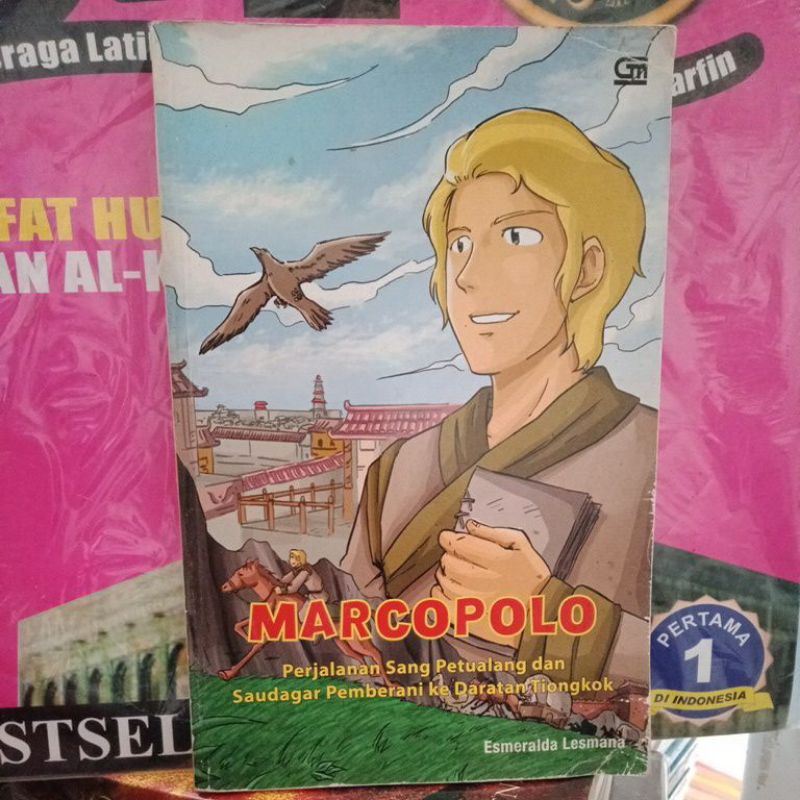 raga Lati
arfin
FAT HU
AN AL-
GM
MARCOPOLO
Perjalanan Sang Petualang dan
Saudagar Pemberani ke Daratan Tiongkok
Esmeralda Lesmana
PERTAMA
1
DI INDONESIA
STSEL